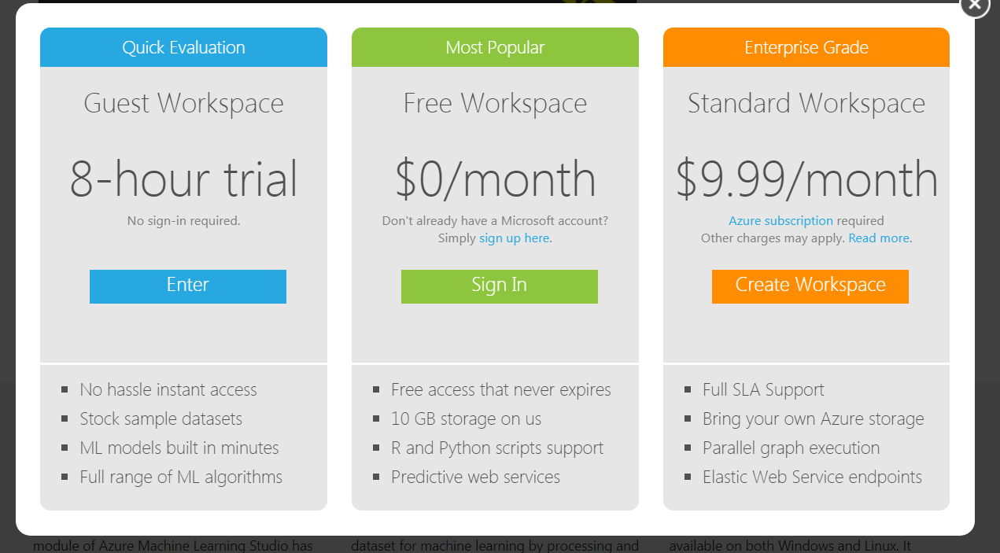 Quick Evaluation
Guest Workspace
8-hour trial
No sign-in required.
Enter
No hassle instant access
Stock sample datasets
ML models built in minutes
Full range of ML algorithms
Most Popular
Free Workspace
$0/month
Don't already have a Microsoft account?
Simply sign up here.
Sign In
Free access that never expires
10 GB storage on us
R and Python scripts support
Predictive web services
Enterprise Grade
Standard Workspace
$9.99/month
Azure subscription required
Other charges may apply. Read more.
Create Workspace
Full SLA Support
Bring your own Azure storage
Parallel graph execution
Elastic Web Service endpoints
module of Azure Machine Learning Studio has
dataset for machine learning by processing and
available on both Windows and Linux. It